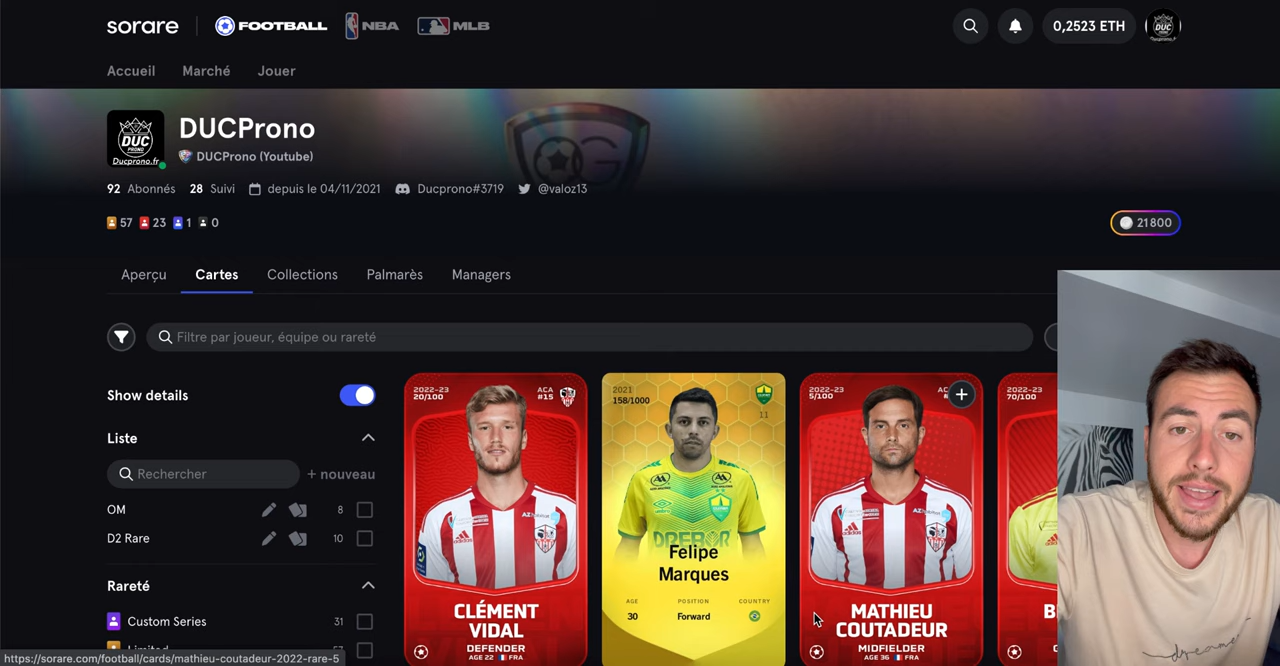 sorare FOOTBALL NBA MLB 0,2523 ETH
Accueil Marché Jouer
DUC
Ducprono.fr
DUCProno
DUCProno (Youtube)
92 Abonnés 28 Suivi depuis le 04/11/2021 Ducprono#3719 @valoz13
57 23 1 0 21800
Aperçu Cartes Collections Palmarès Managers
Filtre par joueur, équipe ou rareté
Show details
Liste
Rechercher + nouveau
OM 8
D2 Rare 10
Rareté
Custom Series 31
Limited
2022-23
20/100
ACA
#15
CLÉMENT
VIDAL
DEFENDER
AGE 22 FRA
2021
158/1000
11
Felipe
Marques
AGE POSITION COUNTRY
30 Forward
2022-23
5/100
MATHIEU
COUTADEUR
MIDFIELDER
AGE 36 FRA
2022-23
70/100
B
https://sorare.com/football/cards/mathieu-coutadeur-2022-rare-5